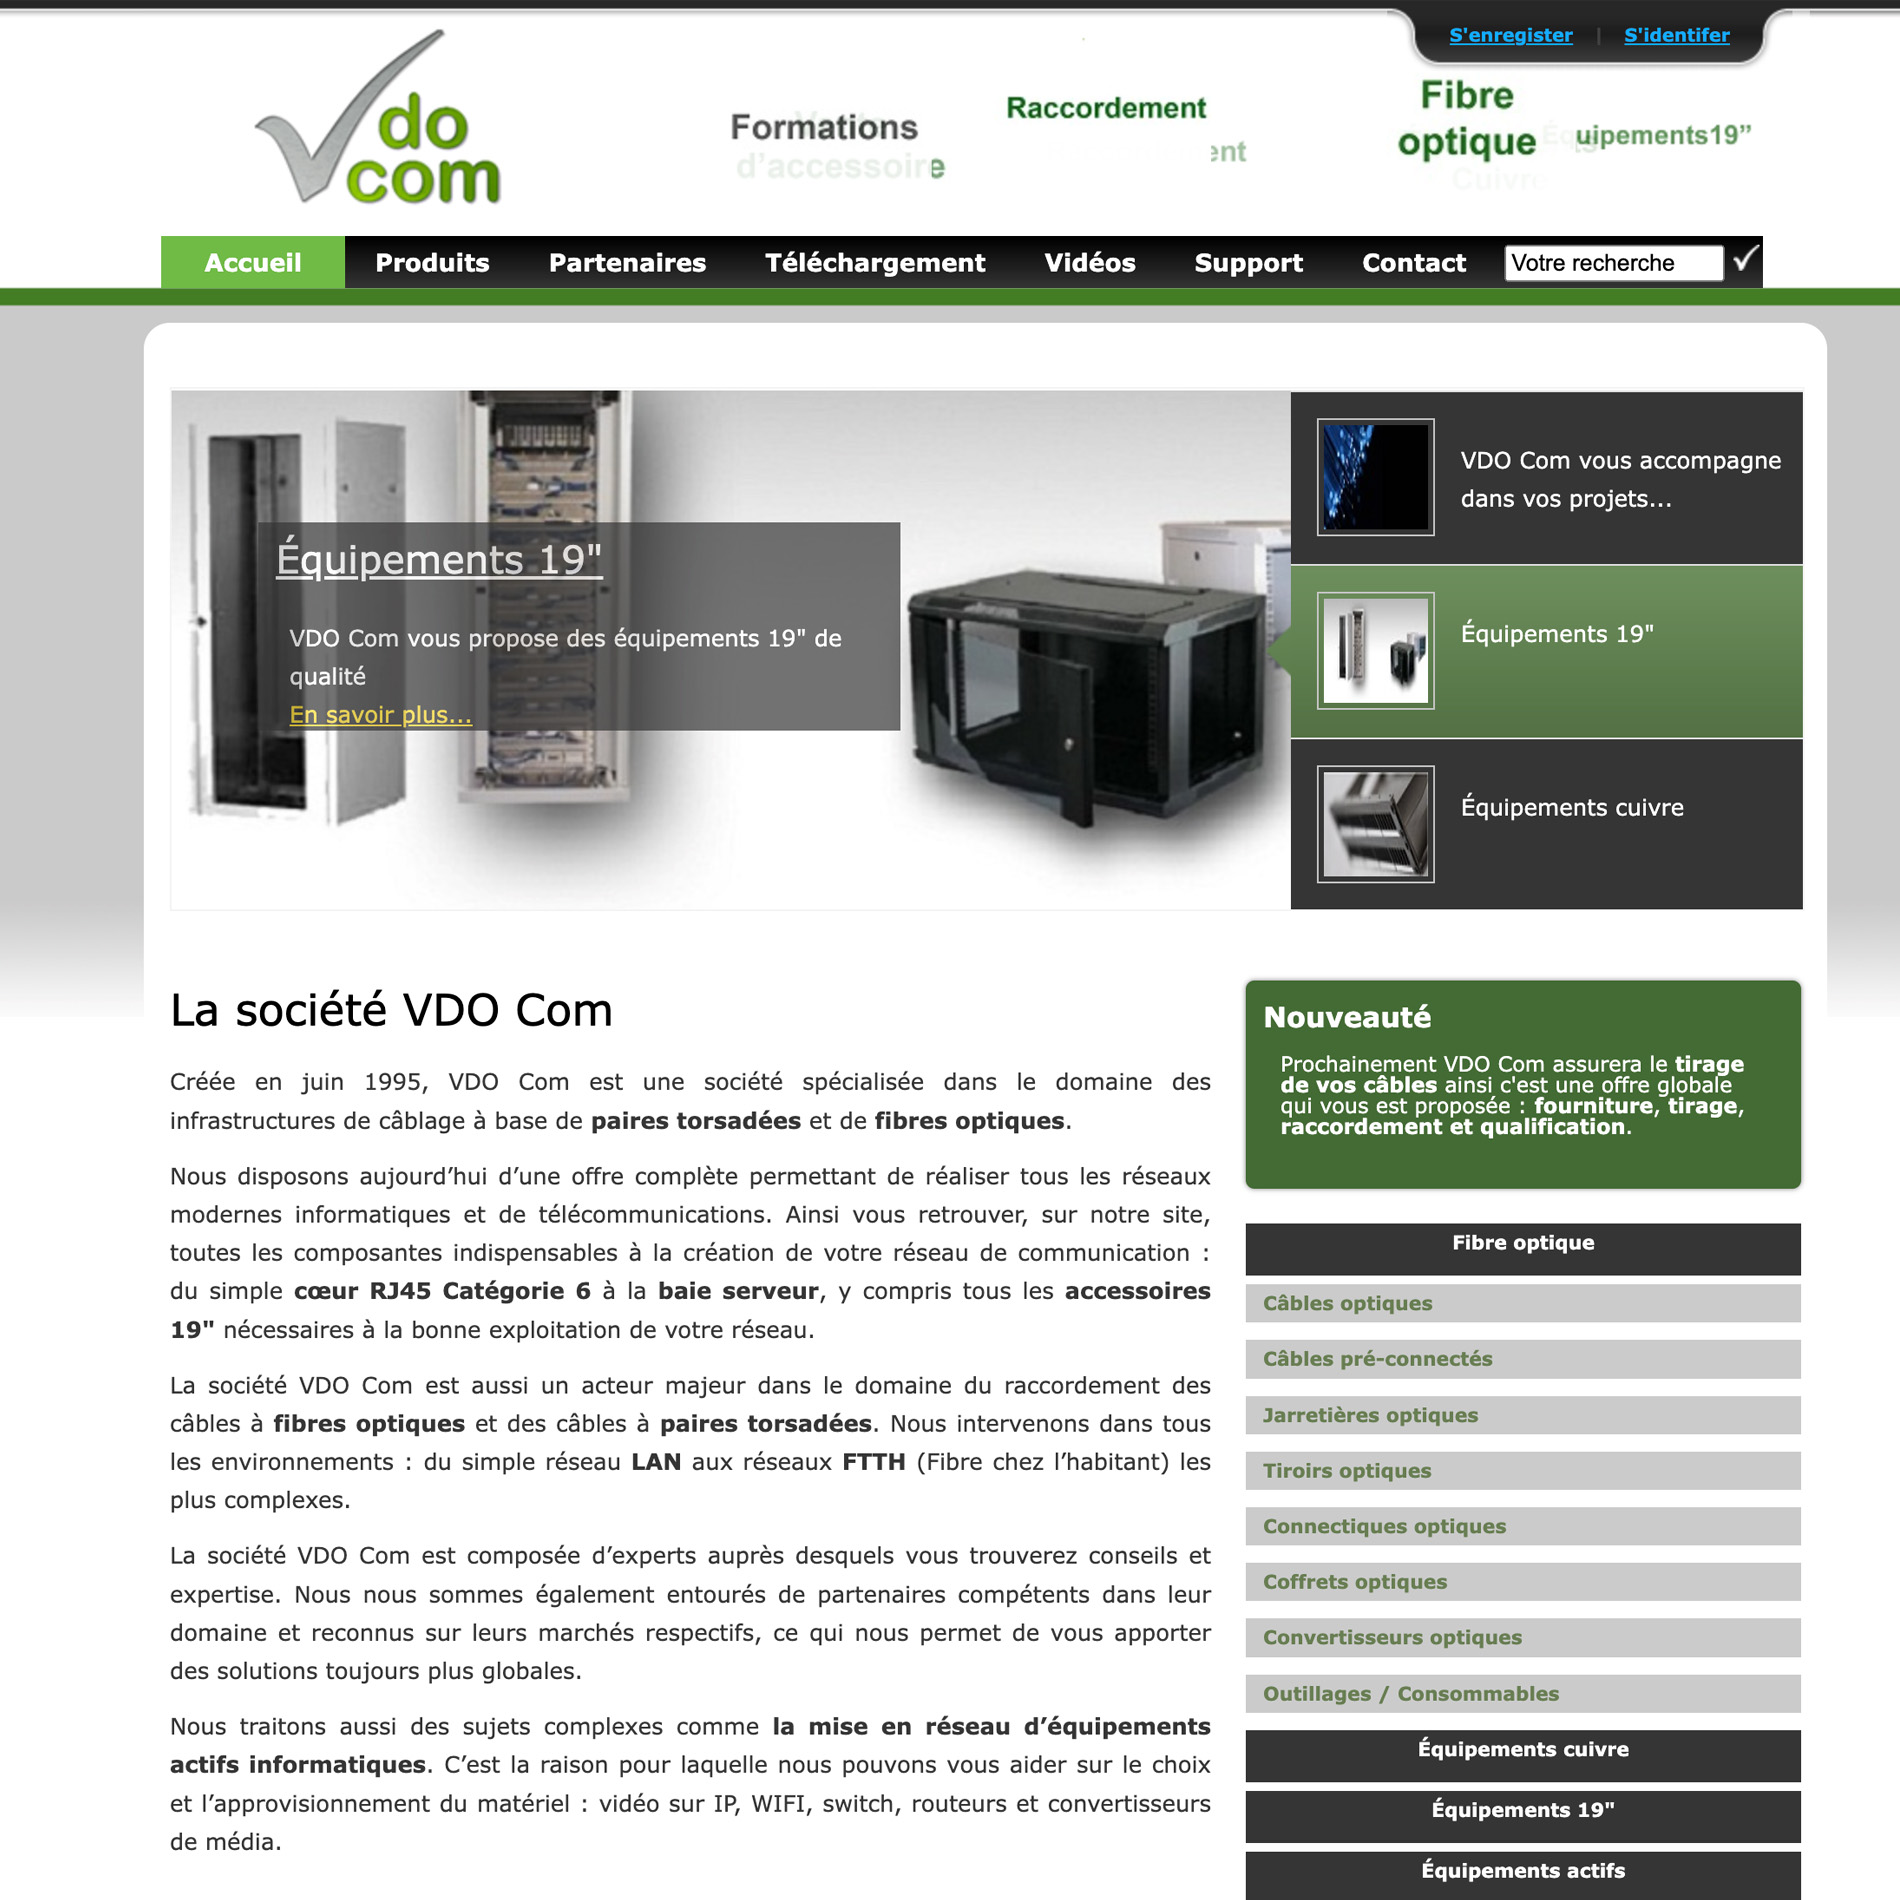 S'enregister | S'identifer
do
com
Formations
d'accessoire
Raccordement
Fibre
optique
uipements19”
Cuivre
Accueil Produits Partenaires Téléchargement Vidéos Support Contact Votre recherche
Équipements 19"
VDO Com vous propose des équipements 19" de
qualité
En savoir plus...
VDO Com vous accompagne
dans vos projets...
Équipements 19"
Équipements cuivre
La société VDO Com
Créée en juin 1995, VDO Com est une société spécialisée dans le domaine des
infrastructures de câblage à base de paires torsadées et de fibres optiques.
Nous disposons aujourd’hui d’une offre complète permettant de réaliser tous les réseaux
modernes informatiques et de télécommunications. Ainsi vous retrouver, sur notre site,
toutes les composantes indispensables à la création de votre réseau de communication :
du simple cœur RJ45 Catégorie 6 à la baie serveur, y compris tous les accessoires
19" nécessaires à la bonne exploitation de votre réseau.
La société VDO Com est aussi un acteur majeur dans le domaine du raccordement des
câbles à fibres optiques et des câbles à paires torsadées. Nous intervenons dans tous
les environnements : du simple réseau LAN aux réseaux FTTH (Fibre chez l’habitant) les
plus complexes.
La société VDO Com est composée d’experts auprès desquels vous trouverez conseils et
expertise. Nous nous sommes également entourés de partenaires compétents dans leur
domaine et reconnus sur leurs marchés respectifs, ce qui nous permet de vous apporter
des solutions toujours plus globales.
Nous traitons aussi des sujets complexes comme la mise en réseau d’équipements
actifs informatiques. C’est la raison pour laquelle nous pouvons vous aider sur le choix
et l’approvisionnement du matériel : vidéo sur IP, WIFI, switch, routeurs et convertisseurs
de média.
Nouveauté
Prochainement VDO Com assurera le tirage
de vos câbles ainsi c'est une offre globale
qui vous est proposée : fourniture, tirage,
raccordement et qualification.
Fibre optique
Câbles optiques
Câbles pré-connectés
Jarretières optiques
Tiroirs optiques
Connectiques optiques
Coffrets optiques
Convertisseurs optiques
Outillages / Consommables
Équipements cuivre
Équipements 19"
Équipements actifs